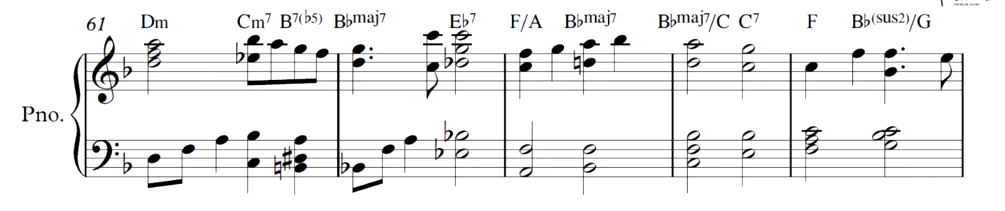 61 Dm Cm7 B7(♭5) B♭maj7 E♭7 F/A B♭maj7 B♭maj7/C C7 F B♭(sus2)/G
Pno.